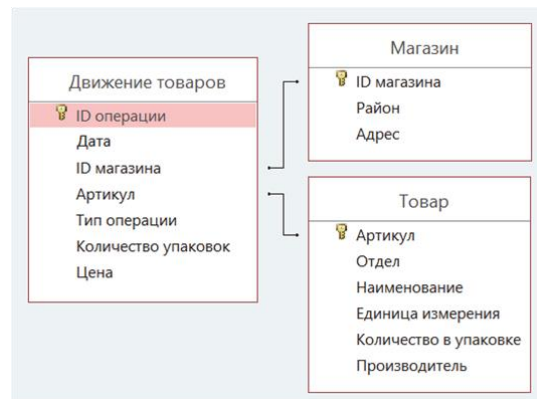 Движение товаров
ID операции
Дата
ID магазина
Артикул
Тип операции
Количество упаковок
Цена
Магазин
ID магазина
Район
Адрес
Товар
Артикул
Отдел
Наименование
Единица измерения
Количество в упаковке
Производитель